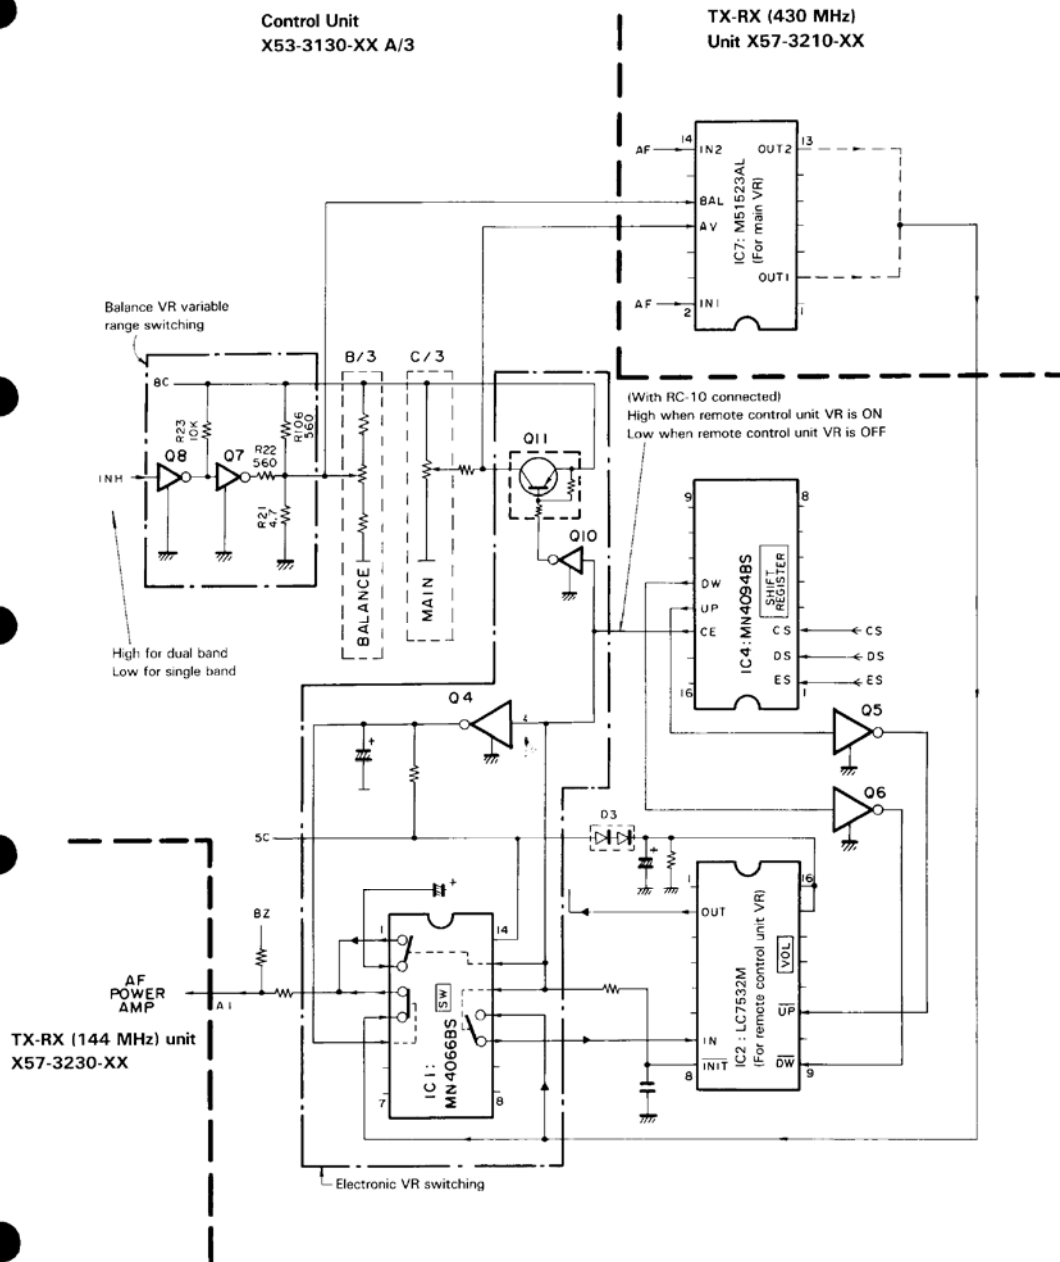 Control Unit
X53-3130-XX A/3
TX-RX (430 MHz)
Unit X57-3210-XX
14
13
AF
IN2
OUT2
BAL
AV
IC7: M51523AL
(For main VR)
OUT1
AF
IN1
2
1
Balance VR variable
range switching
B/3
C/3
8C
R23
10K
R106
560
Q8
Q7
R22
560
INH
R21
4.7
BALANCE
MAIN
High for dual band
Low for single band
(With RC-10 connected)
High when remote control unit VR is ON
Low when remote control unit VR is OFF
Q11
Q10
9
8
DW
UP
CE
IC4: MN4094BS
SHIFT
REGISTER
CS
CS
DS
DS
ES
ES
16
1
Q4
Q5
Q6
5C
D3
+
+
+
1
14
1
16
OUT
8Z
AF
POWER
AMP
A1
SW
IC1:
MN4066BS
7
8
VOL
IC2: LC7532M
(For remote control unit VR)
UP
IN
INIT
DW
8
9
TX-RX (144 MHz) unit
X57-3230-XX
Electronic VR switching